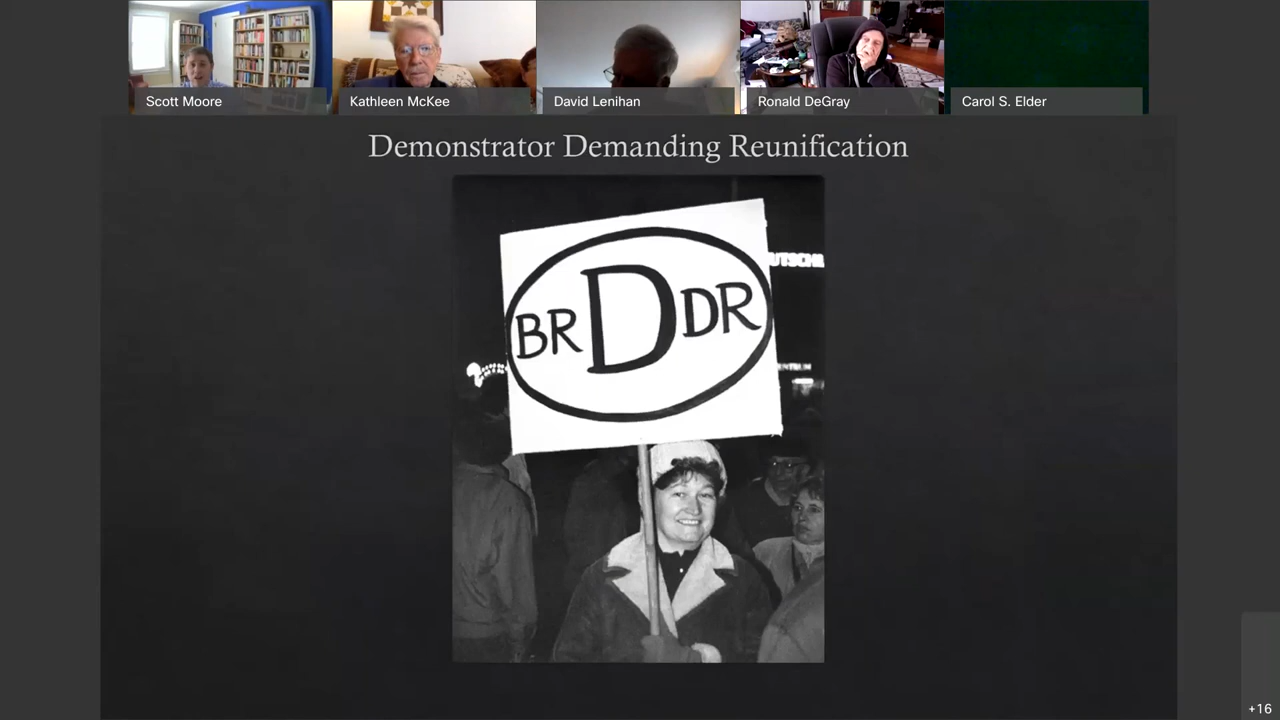 Scott Moore
Kathleen McKee
David Lenihan
Ronald DeGray
Carol S. Elder
Demonstrator Demanding Reunification
BR D DR
+16